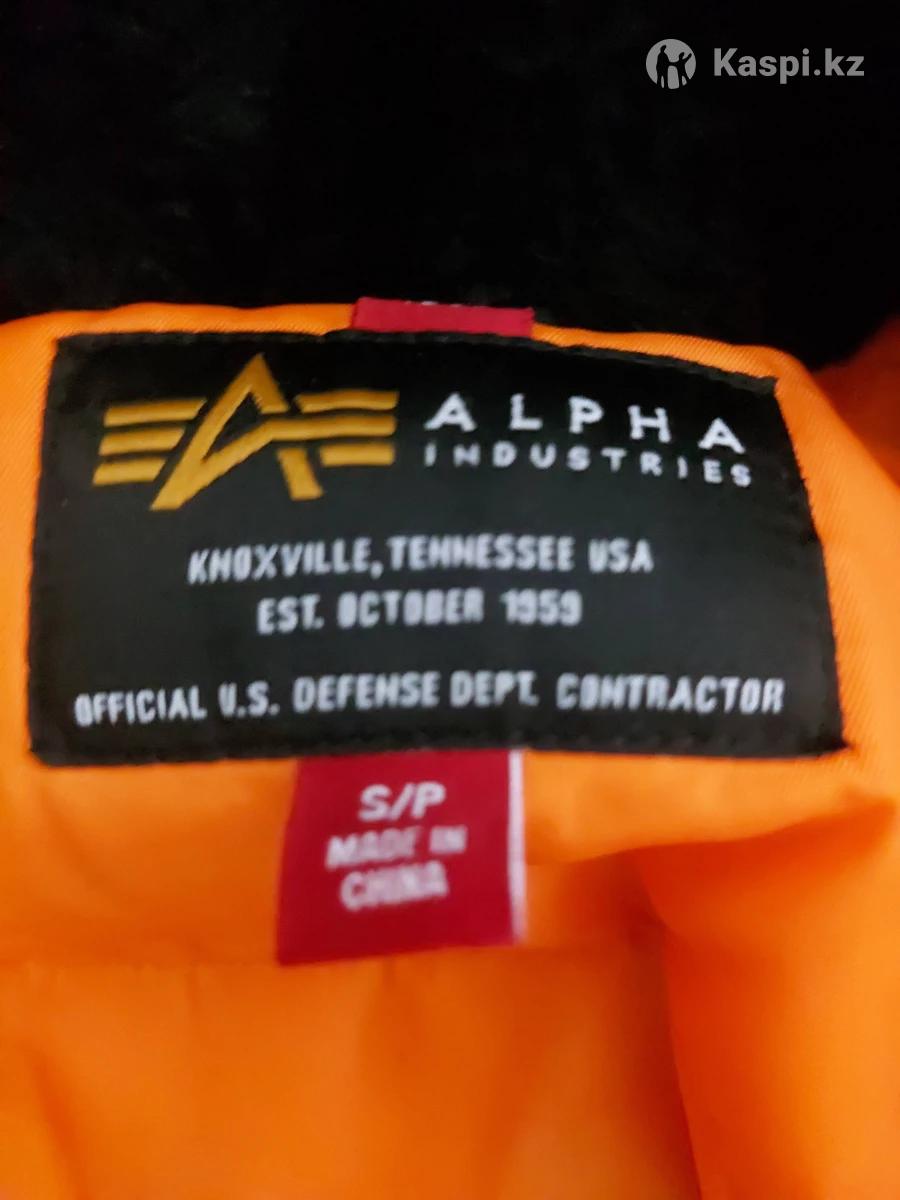 Kaspi.kz
ALPHA
INDUSTRIES
KNOXVILLE, TENNESSEE USA
EST. OCTOBER 1959
OFFICIAL U.S. DEFENSE DEPT. CONTRACTOR
S/P
MADE IN
CHINA